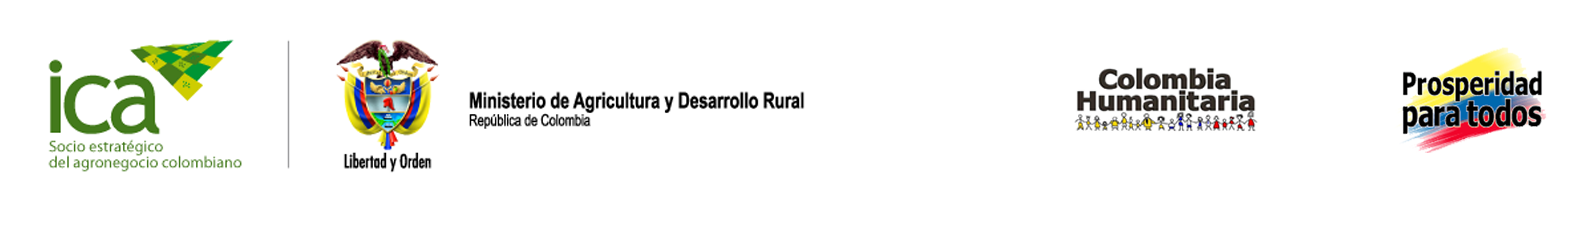 ica
Socio estratégico
del agronegocio colombiano
Libertad y Orden
Ministerio de Agricultura y Desarrollo Rural
República de Colombia
Colombia
Humanitaria
Prosperidad
para todos